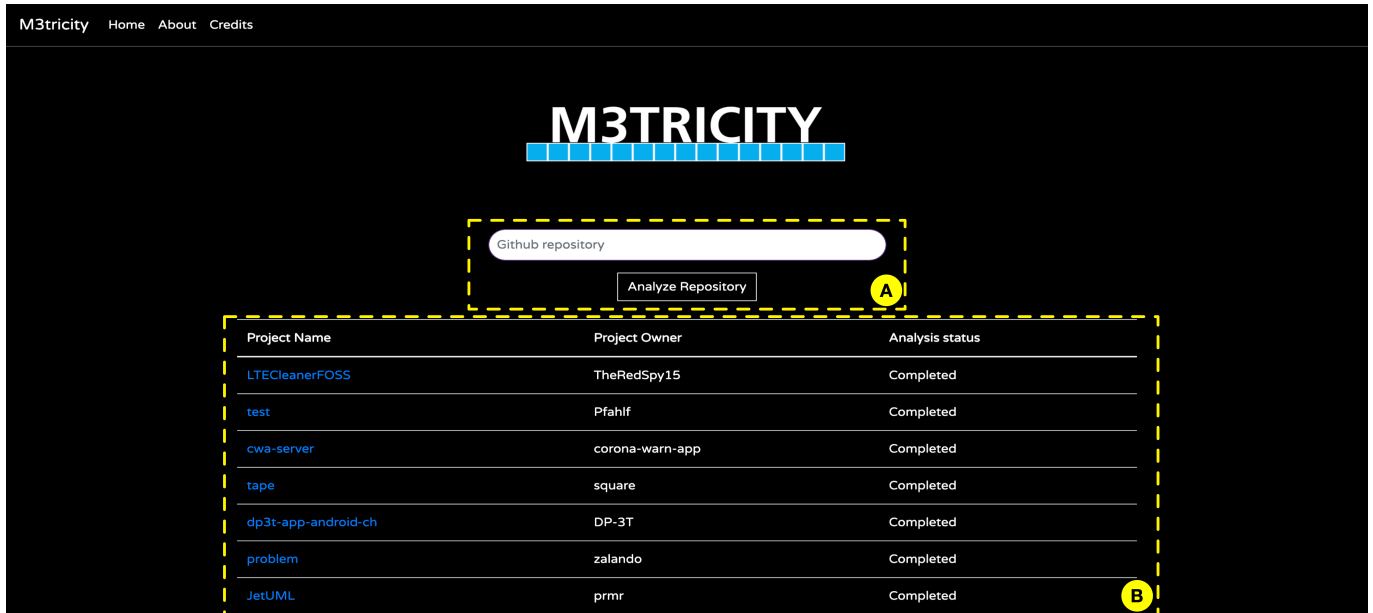 M3tricity Home About Credits
M3TRICITY
Github repository
Analyze Repository
A
Project Name Project Owner Analysis status
LTECleanerFOSS TheRedSpy15 Completed
test Pfahlf Completed
cwa-server corona-warn-app Completed
tape square Completed
dp3t-app-android-ch DP-3T Completed
problem zalando Completed
JetUML prmr Completed
B